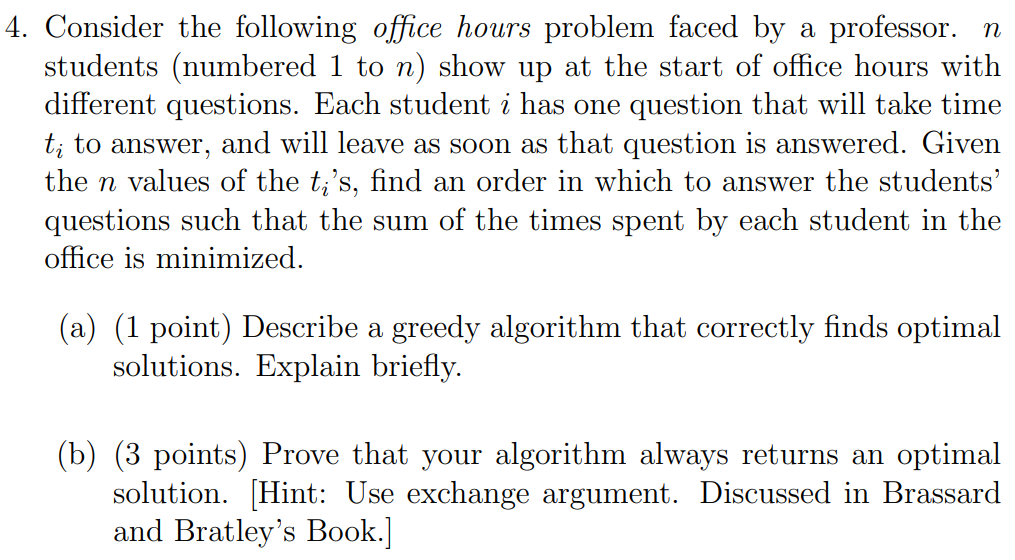 4. Consider the following office hours problem faced by a professor. n
students (numbered 1 to n) show up at the start of office hours with
different questions. Each student i has one question that will take time
tᵢ to answer, and will leave as soon as that question is answered. Given
the n values of the tᵢ's, find an order in which to answer the students'
questions such that the sum of the times spent by each student in the
office is minimized.
(a) (1 point) Describe a greedy algorithm that correctly finds optimal
solutions. Explain briefly.
(b) (3 points) Prove that your algorithm always returns an optimal
solution. [Hint: Use exchange argument. Discussed in Brassard
and Bratley's Book.]